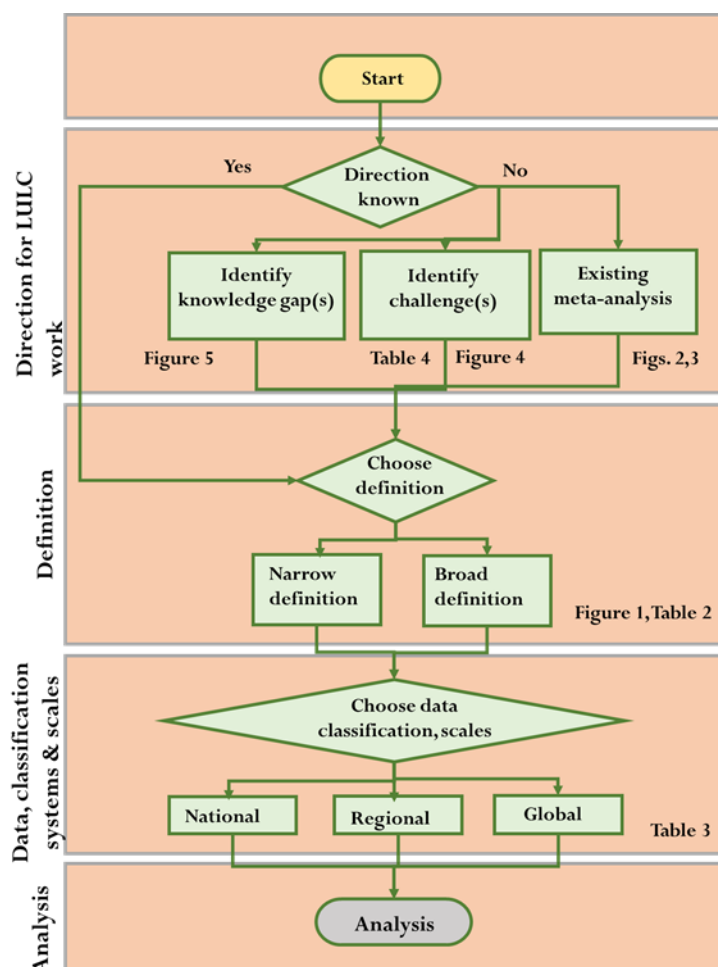 Start
Direction for LULC
work
Yes
Direction
known
No
Identify
knowledge gap(s)
Identify
challenge(s)
Existing
meta-analysis
Figure 5
Table 4
Figure 4
Figs. 2,3
Definition
Choose
definition
Narrow
definition
Broad
definition
Figure 1, Table 2
Data, classification
systems & scales
Choose data
classification, scales
National
Regional
Global
Table 3
Analysis
Analysis